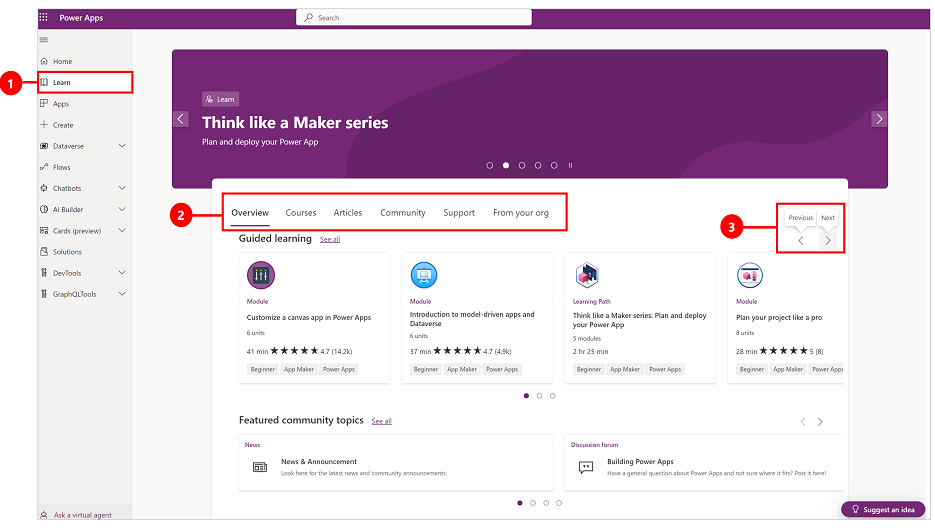 Power Apps
Search
Home
1
Learn
Apps
Create
Dataverse
Flows
Chatbots
AI Builder
Cards (preview)
Solutions
DevTools
GraphQLTools
Ask a virtual agent
Learn
Think like a Maker series
Plan and deploy your Power App
2
Overview Courses Articles Community Support From your org
3
Previous Next
Guided learning See all
Module
Customize a canvas app in Power Apps
6 units
41 min ★★★★★ 4.7 (14.2k)
Beginner App Maker Power Apps
Module
Introduction to model-driven apps and
Dataverse
6 units
37 min ★★★★★ 4.7 (4.9k)
Beginner App Maker Power Apps
Learning Path
Think like a Maker series: Plan and deploy
your Power App
5 modules
2 hr 25 min
Beginner App Maker Power Apps
Module
Plan your project like a pro
8 units
28 min ★★★★★ 5 (8)
Beginner App Maker Power Apps
Featured community topics See all
News
News & Announcement
Look here for the latest news and community announcements.
Discussion forum
Building Power Apps
Have a general question about Power Apps and not sure where it fits? Post it here!
Suggest an idea